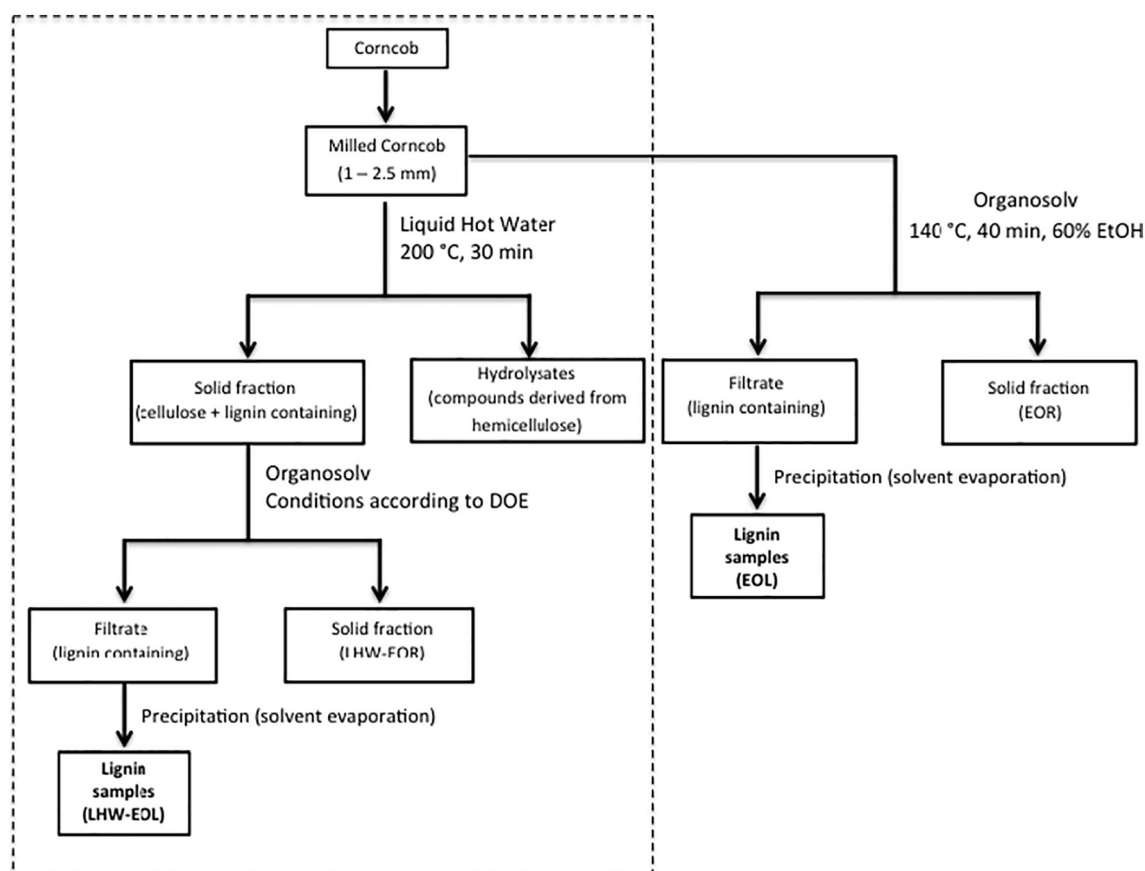 Corncob
Milled Corncob
(1 – 2.5 mm)
Liquid Hot Water
200 °C, 30 min
Organosolv
140 °C, 40 min, 60% EtOH
Solid fraction
(cellulose + lignin containing)
Hydrolysates
(compounds derived from
hemicellulose)
Filtrate
(lignin containing)
Solid fraction
(EOR)
Organosolv
Conditions according to DOE
Precipitation (solvent evaporation)
Lignin
samples
(EOL)
Filtrate
(lignin containing)
Solid fraction
(LHW-EOR)
Precipitation (solvent evaporation)
Lignin
samples
(LHW-EOL)